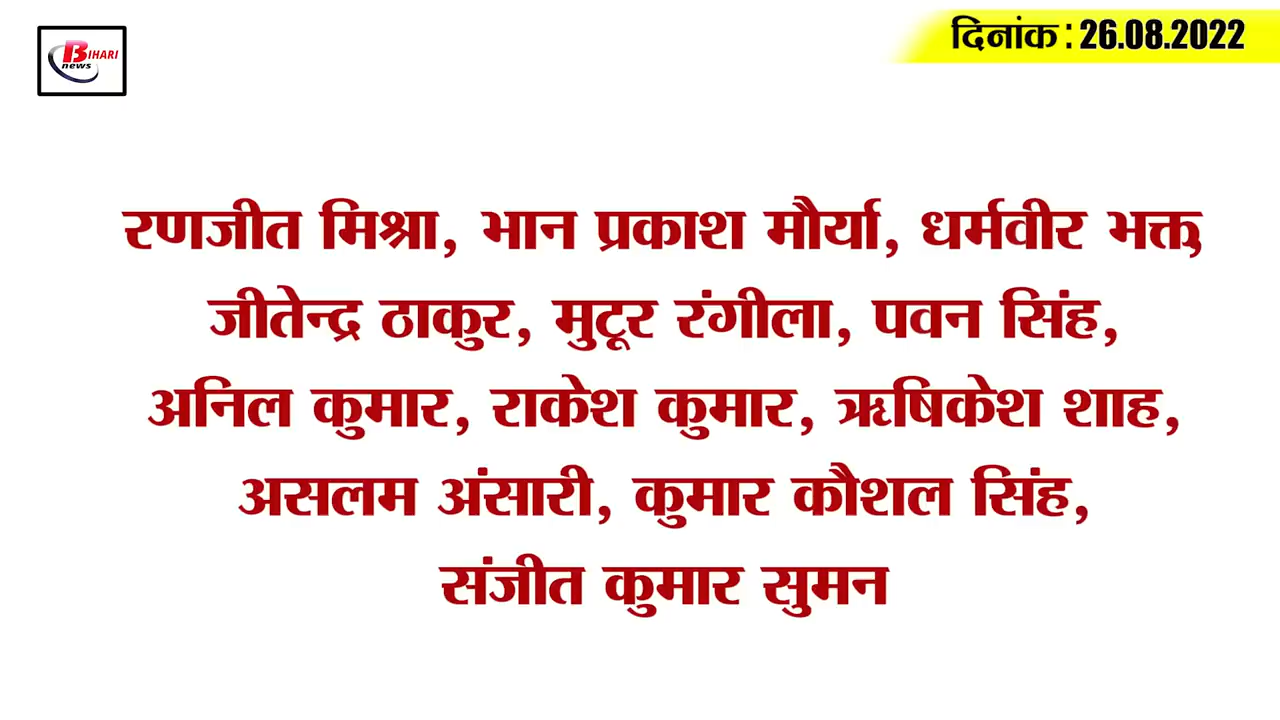 BIHARI
news
दिनांक : 26.08.2022
रणजीत मिश्रा, भान प्रकाश मौर्या, धर्मवीर भक्त,
जीतेन्द्र ठाकुर, मुटूर रंगीला, पवन सिंह,
अनिल कुमार, राकेश कुमार, ऋषिकेश शाह,
असलम अंसारी, कुमार कौशल सिंह,
संजीत कुमार सुमन